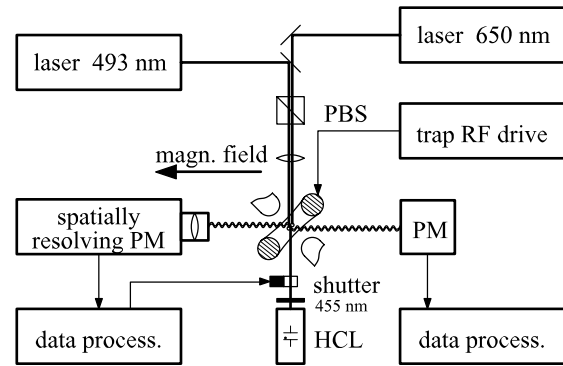 laser 650 nm
laser 493 nm
PBS
trap RF drive
magn. field
spatially
resolving PM
PM
shutter
455 nm
data process.
HCL
data process.